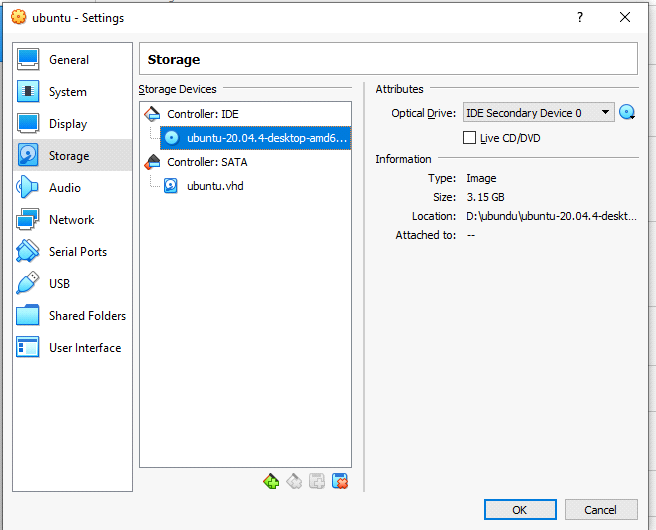 ubuntu - Settings
?
General
System
Display
Storage
Audio
Network
Serial Ports
USB
Shared Folders
User Interface
Storage
Storage Devices
Controller: IDE
ubuntu-20.04.4-desktop-amd6...
Controller: SATA
ubuntu.vhd
Attributes
Optical Drive: IDE Secondary Device 0
Live CD/DVD
Information
Type: Image
Size: 3.15 GB
Location: D:\ubundu\ubuntu-20.04.4-deskt...
Attached to: --
OK
Cancel